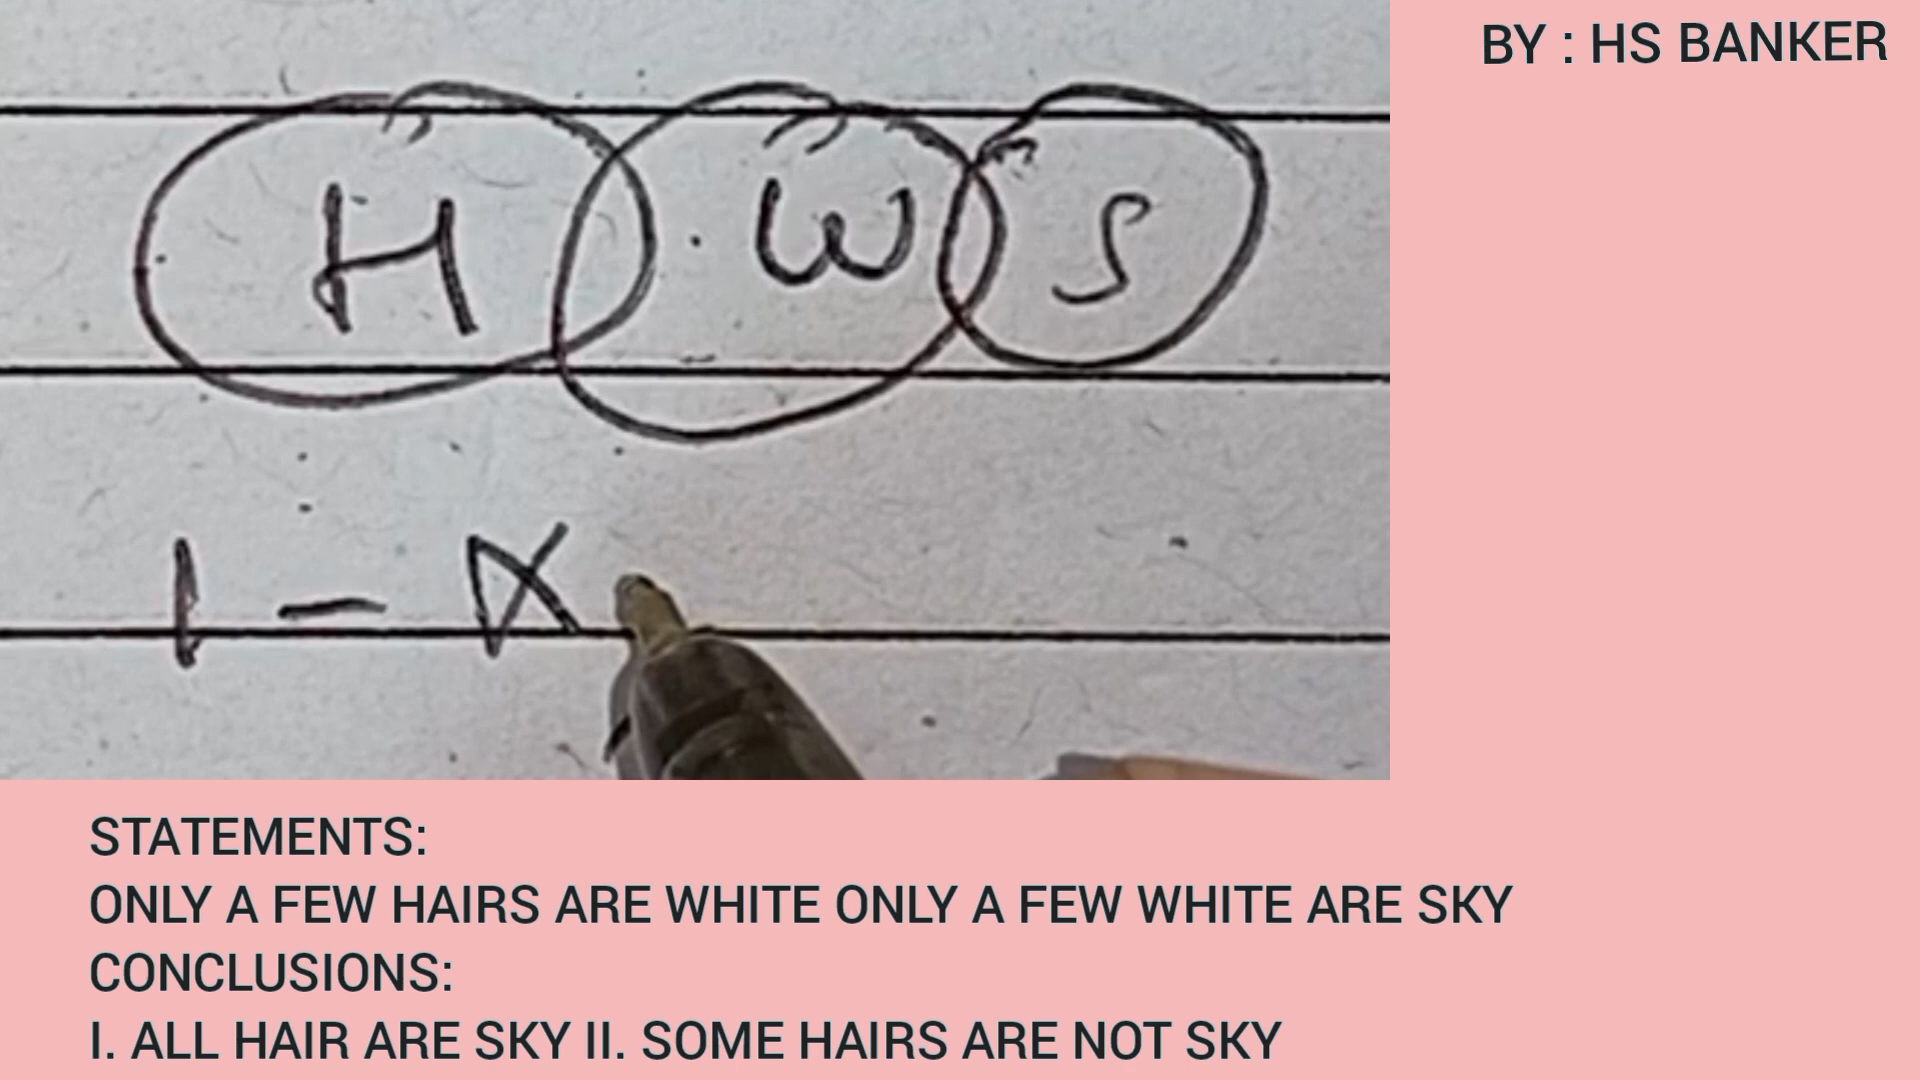 BY : HS BANKER
H W S
1 - X
STATEMENTS:
ONLY A FEW HAIRS ARE WHITE ONLY A FEW WHITE ARE SKY
CONCLUSIONS:
I. ALL HAIR ARE SKY II. SOME HAIRS ARE NOT SKY